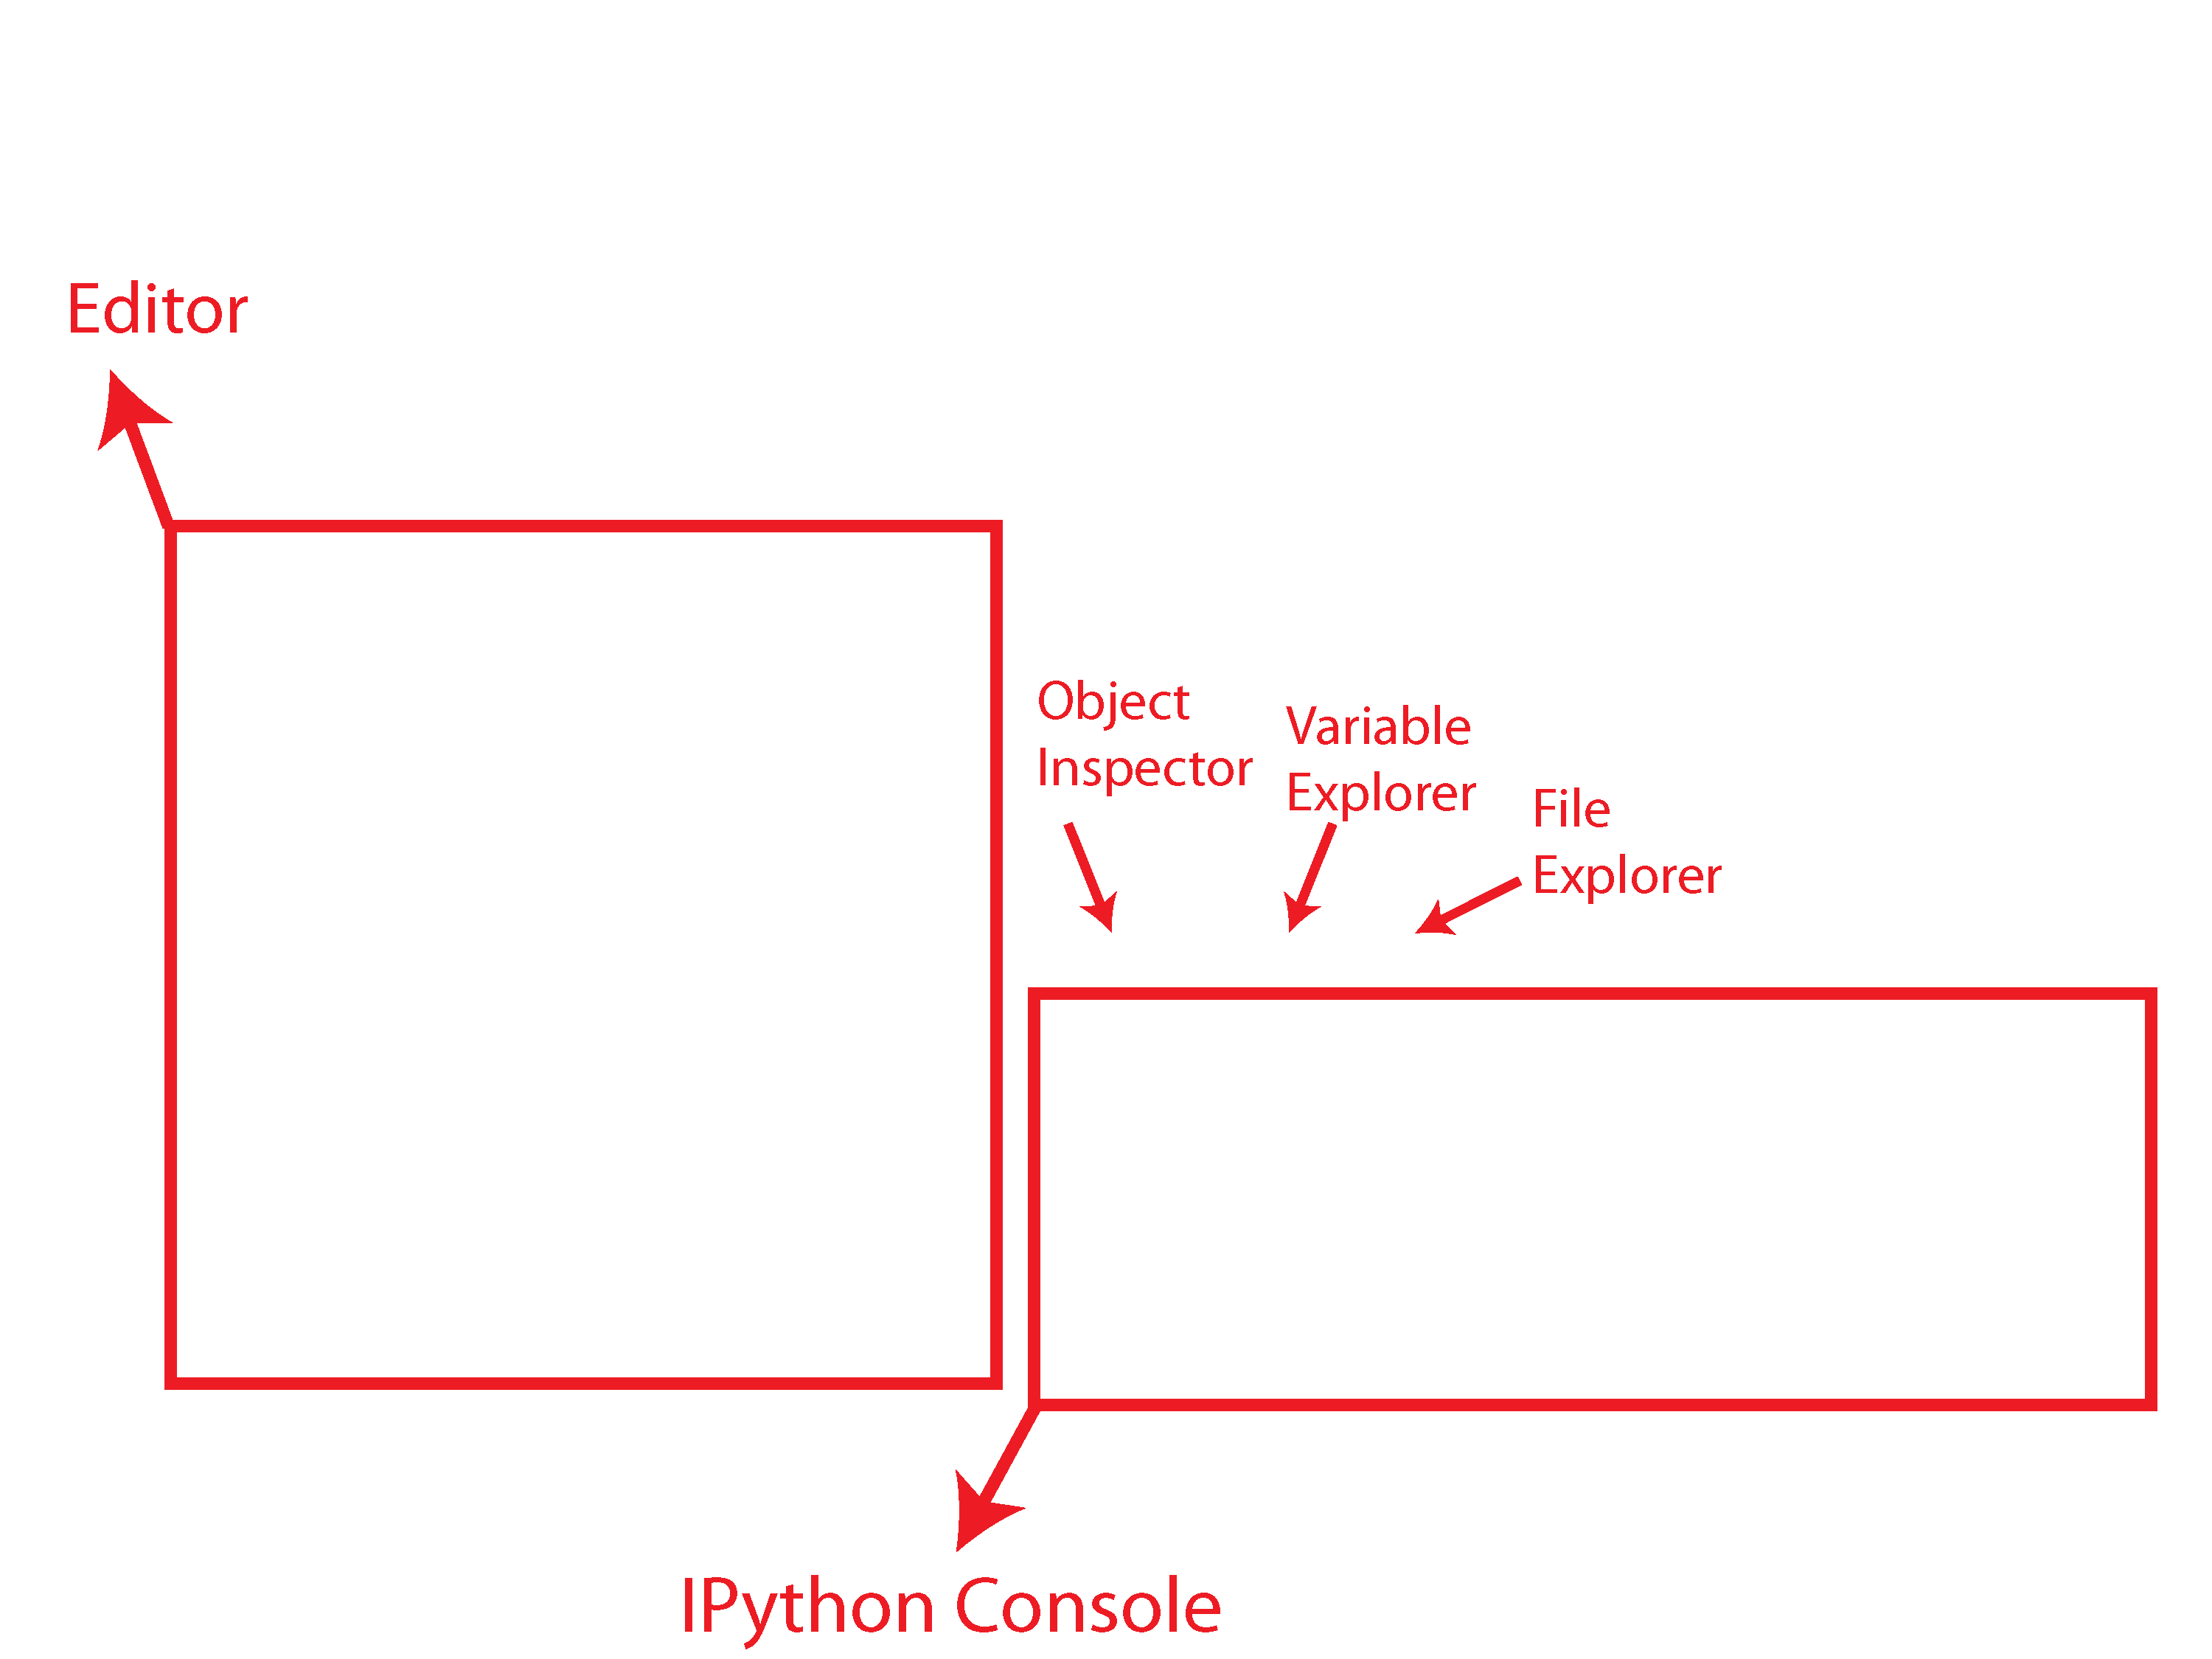 Editor
Object
Inspector
Variable
Explorer
File
Explorer
IPython Console